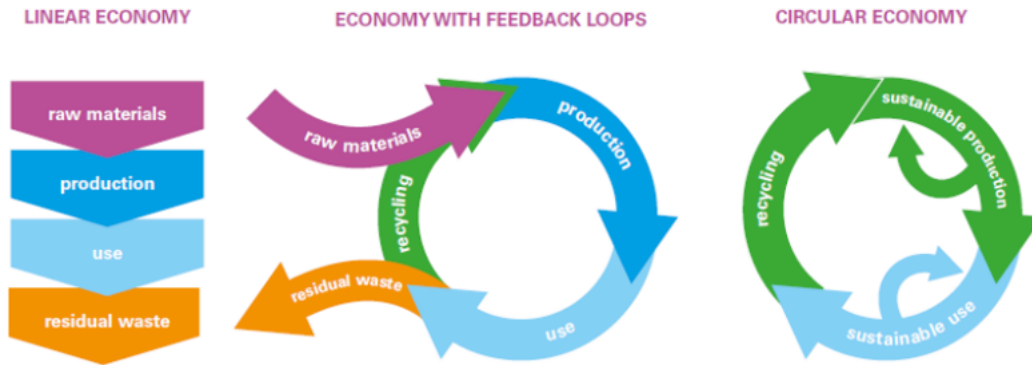 LINEAR ECONOMY
raw materials
production
use
residual waste
ECONOMY WITH FEEDBACK LOOPS
raw materials
production
recycling
residual waste
use
CIRCULAR ECONOMY
sustainable production
recycling
sustainable use